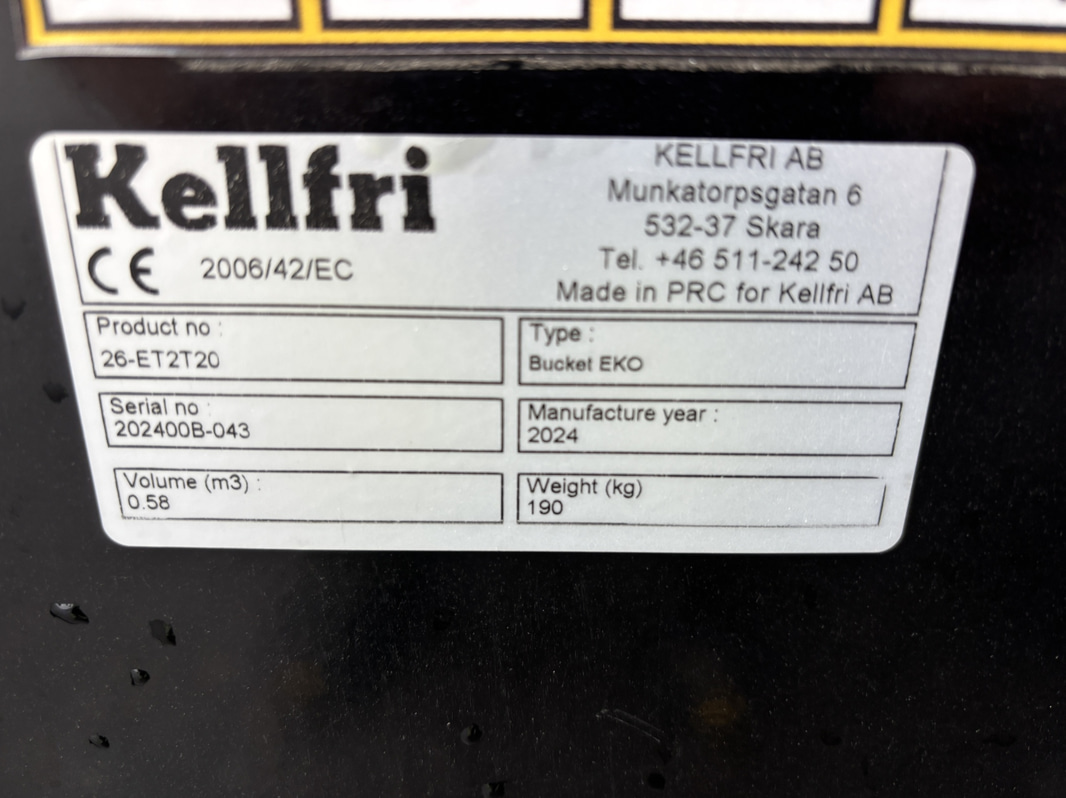 Kellfri
KELLFRI AB
Munkatorpsgatan 6
532-37 Skara
Tel. +46 511-242 50
Made in PRC for Kellfri AB
CE 2006/42/EC
Product no :
26-ET2T20
Type :
Bucket EKO
Serial no :
202400B-043
Manufacture year :
2024
Volume (m3) :
0.58
Weight (kg)
190